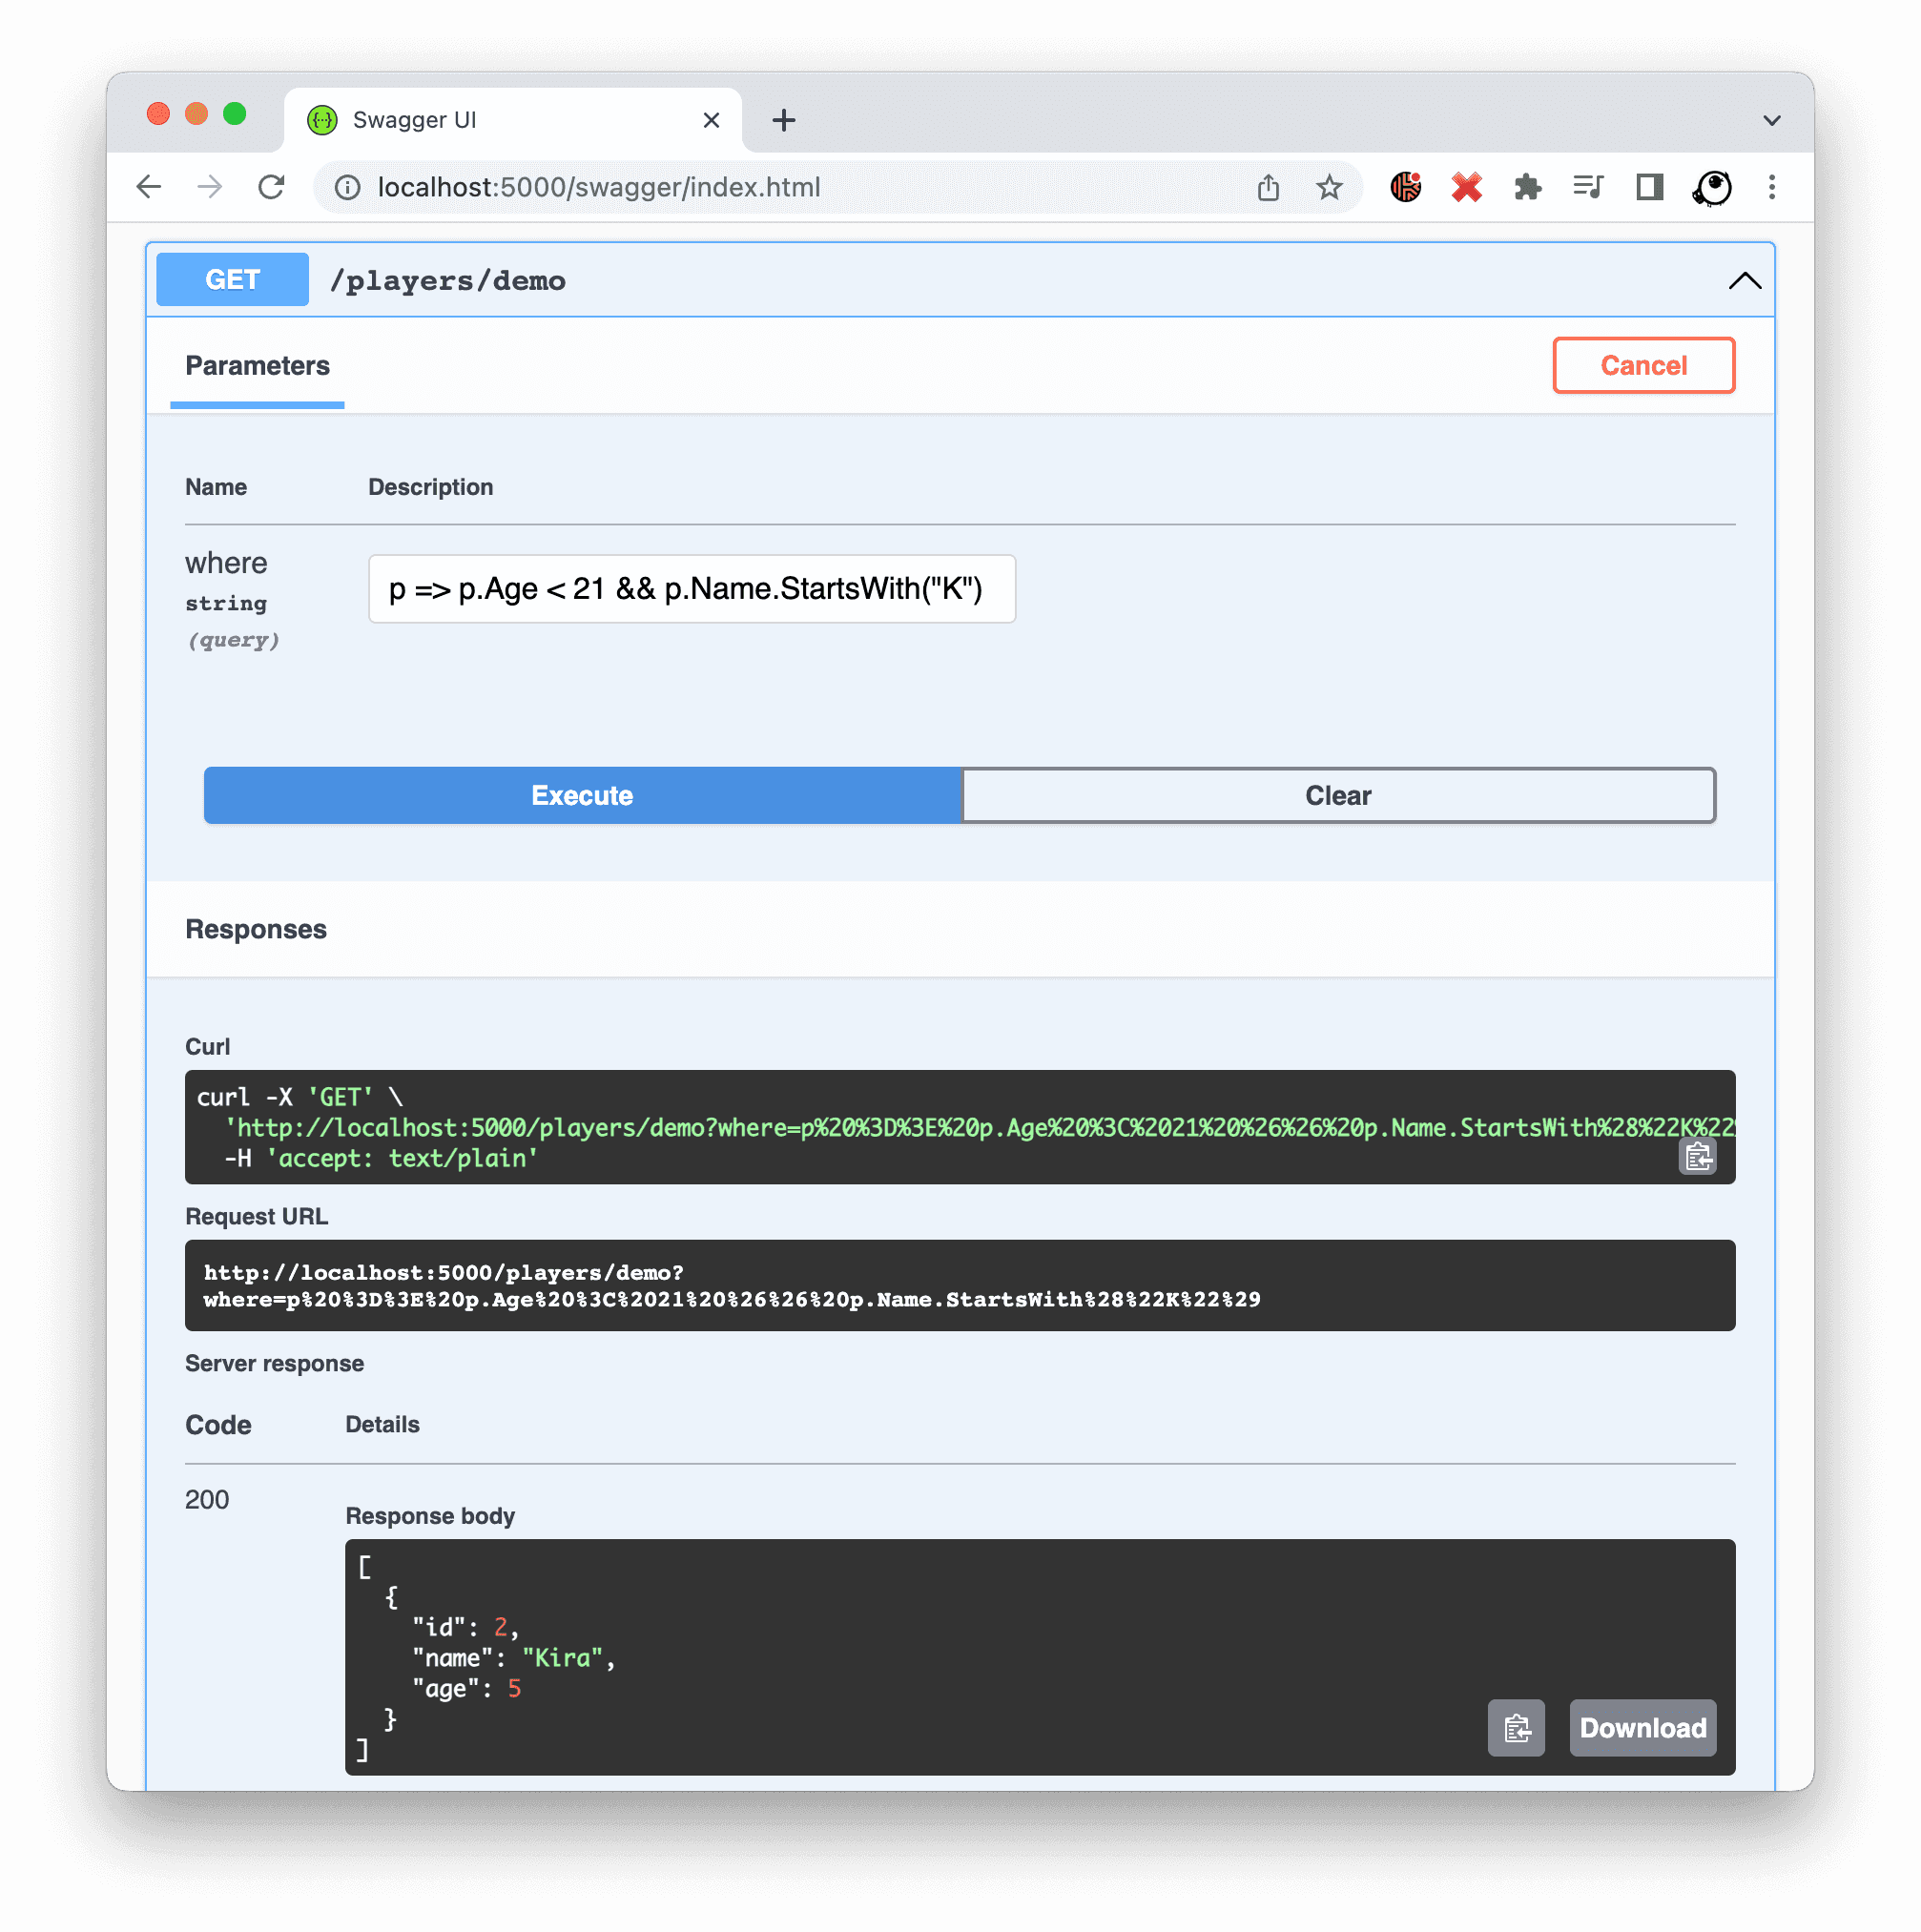 Swagger UI
localhost:5000/swagger/index.html
GET /players/demo
Parameters
Cancel
Name Description
where
string
(query)
p => p.Age < 21 && p.Name.StartsWith("K")
Execute Clear
Responses
Curl
curl -X 'GET' \
'http://localhost:5000/players/demo?where=p%20%3D%3E%20p.Age%20%3C%2021%20%26%26%20p.Name.StartsWith%28%22K%22
-H 'accept: text/plain'
Request URL
http://localhost:5000/players/demo?
where=p%20%3D%3E%20p.Age%20%3C%2021%20%26%26%20p.Name.StartsWith%28%22K%22%29
Server response
Code Details
200
Response body
[
{
"id": 2,
"name": "Kira",
"age": 5
}
]
Download